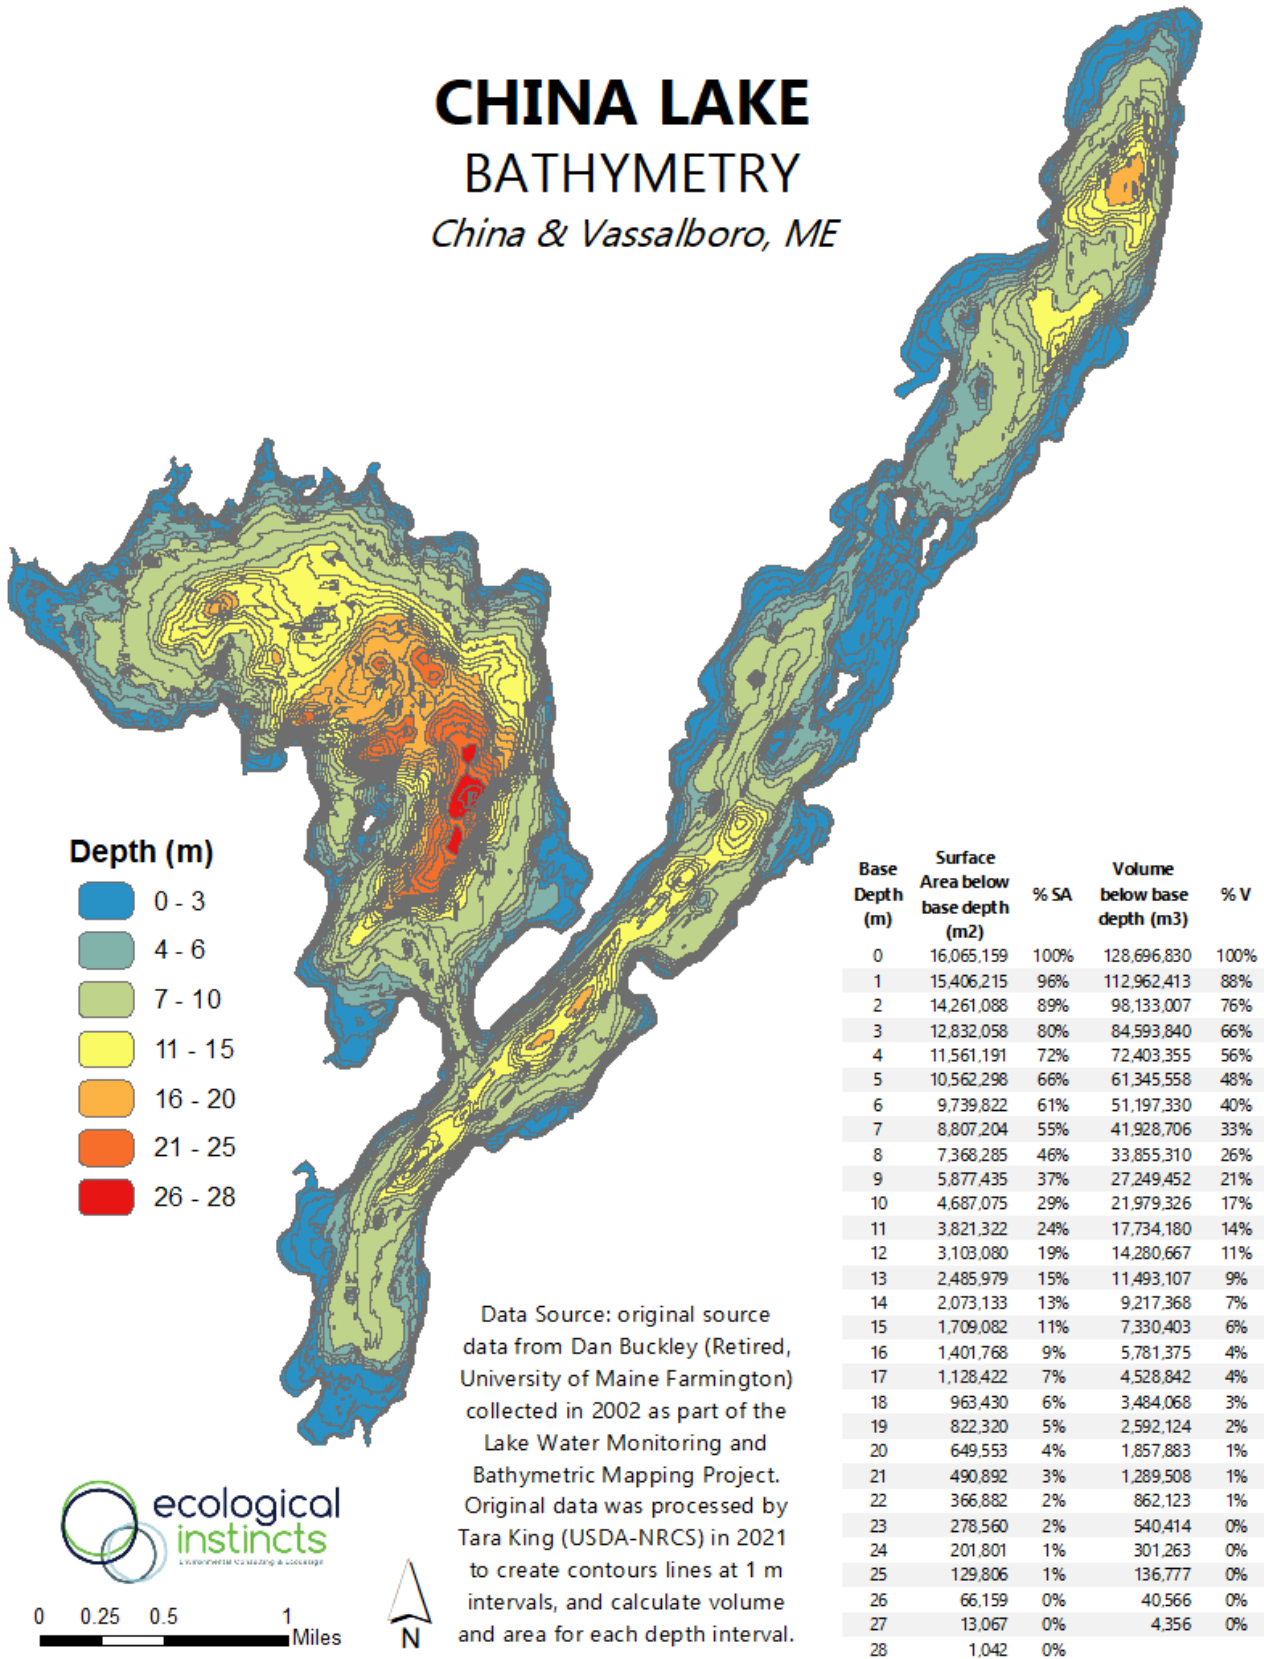 CHINA LAKE
BATHYMETRY
China & Vassalboro, ME
Depth (m)
0 - 3
4 - 6
7 - 10
11 - 15
16 - 20
21 - 25
26 - 28
Base Depth (m) Surface Area below base depth (m2) % SA Volume below base depth (m3) % V
0 16,065,159 100% 128,696,830 100%
1 15,406,215 96% 112,962,413 88%
2 14,261,088 89% 98,133,007 76%
3 12,832,058 80% 84,593,840 66%
4 11,561,191 72% 72,403,355 56%
5 10,562,298 66% 61,345,558 48%
6 9,739,822 61% 51,197,330 40%
7 8,807,204 55% 41,928,706 33%
8 7,368,285 46% 33,855,310 26%
9 5,877,435 37% 27,249,452 21%
10 4,687,075 29% 21,979,326 17%
11 3,821,322 24% 17,734,180 14%
12 3,103,080 19% 14,280,667 11%
13 2,485,979 15% 11,493,107 9%
14 2,073,133 13% 9,217,368 7%
15 1,709,082 11% 7,330,403 6%
16 1,401,768 9% 5,781,375 4%
17 1,128,422 7% 4,528,842 4%
18 963,430 6% 3,484,068 3%
19 822,320 5% 2,592,124 2%
20 649,553 4% 1,857,883 1%
21 490,892 3% 1,289,508 1%
22 366,882 2% 862,123 1%
23 278,560 2% 540,414 0%
24 201,801 1% 301,263 0%
25 129,806 1% 136,777 0%
26 66,159 0% 40,566 0%
27 13,067 0% 4,356 0%
28 1,042 0%
Data Source: original source
data from Dan Buckley (Retired,
University of Maine Farmington)
collected in 2002 as part of the
Lake Water Monitoring and
Bathymetric Mapping Project.
Original data was processed by
Tara King (USDA-NRCS) in 2021
to create contours lines at 1 m
intervals, and calculate volume
and area for each depth interval.
ecological
instincts
Environmental Consulting &
0 0.25 0.5 1
Miles
N